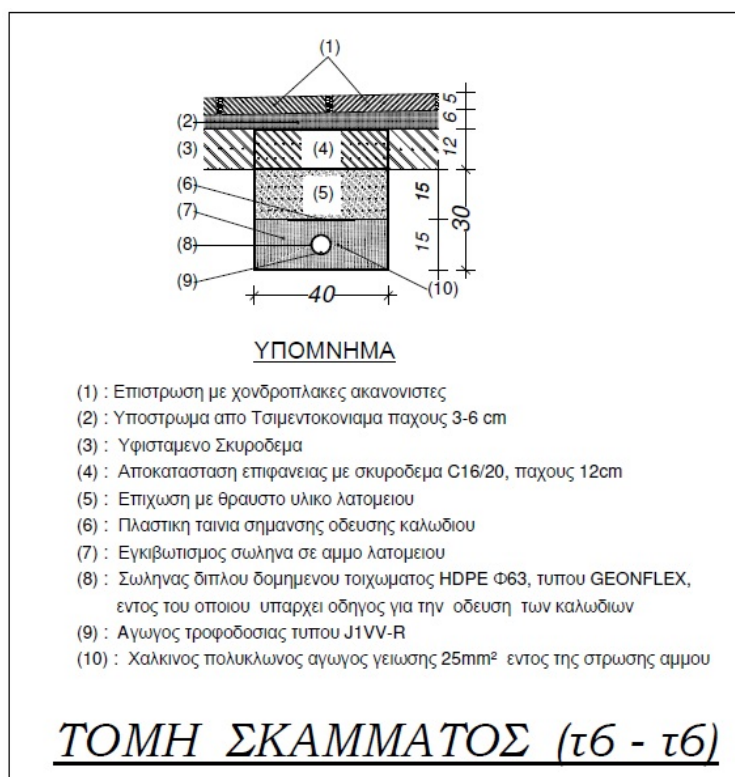 (1)
5
6
(2)
12
(3)
(4)
(6)
(5)
15
(7)
30
(8)
15
(9)
(10)
40
ΥΠΟΜΝΗΜΑ
(1) : Επιστρωση με χονδροπλακες ακανονιστες
(2) : Υποστρωμα απο Τσιμεντοκονιαμα παχους 3-6 cm
(3) : Υφισταμενο Σκυροδεμα
(4) : Αποκατασταση επιφανειας με σκυροδεμα C16/20, παχους 12cm
(5) : Επιχωση με θραυστο υλικο λατομειου
(6) : Πλαστικη ταινια σημανσης οδευσης καλωδιου
(7) : Εγκιβωτισμος σωληνα σε αμμο λατομειου
(8) : Σωληνας διπλου δομημενου τοιχωματος HDPE Φ63, τυπου GEONFLEX,
εντος του οποιου υπαρχει οδηγος για την οδευση των καλωδιων
(9) : Αγωγος τροφοδοσιας τυπου J1VV-R
(10) : Χαλκινος πολυκλωνος αγωγος γειωσης 25mm² εντος της στρωσης αμμου
ΤΟΜΗ ΣΚΑΜΜΑΤΟΣ (τ6 - τ6)